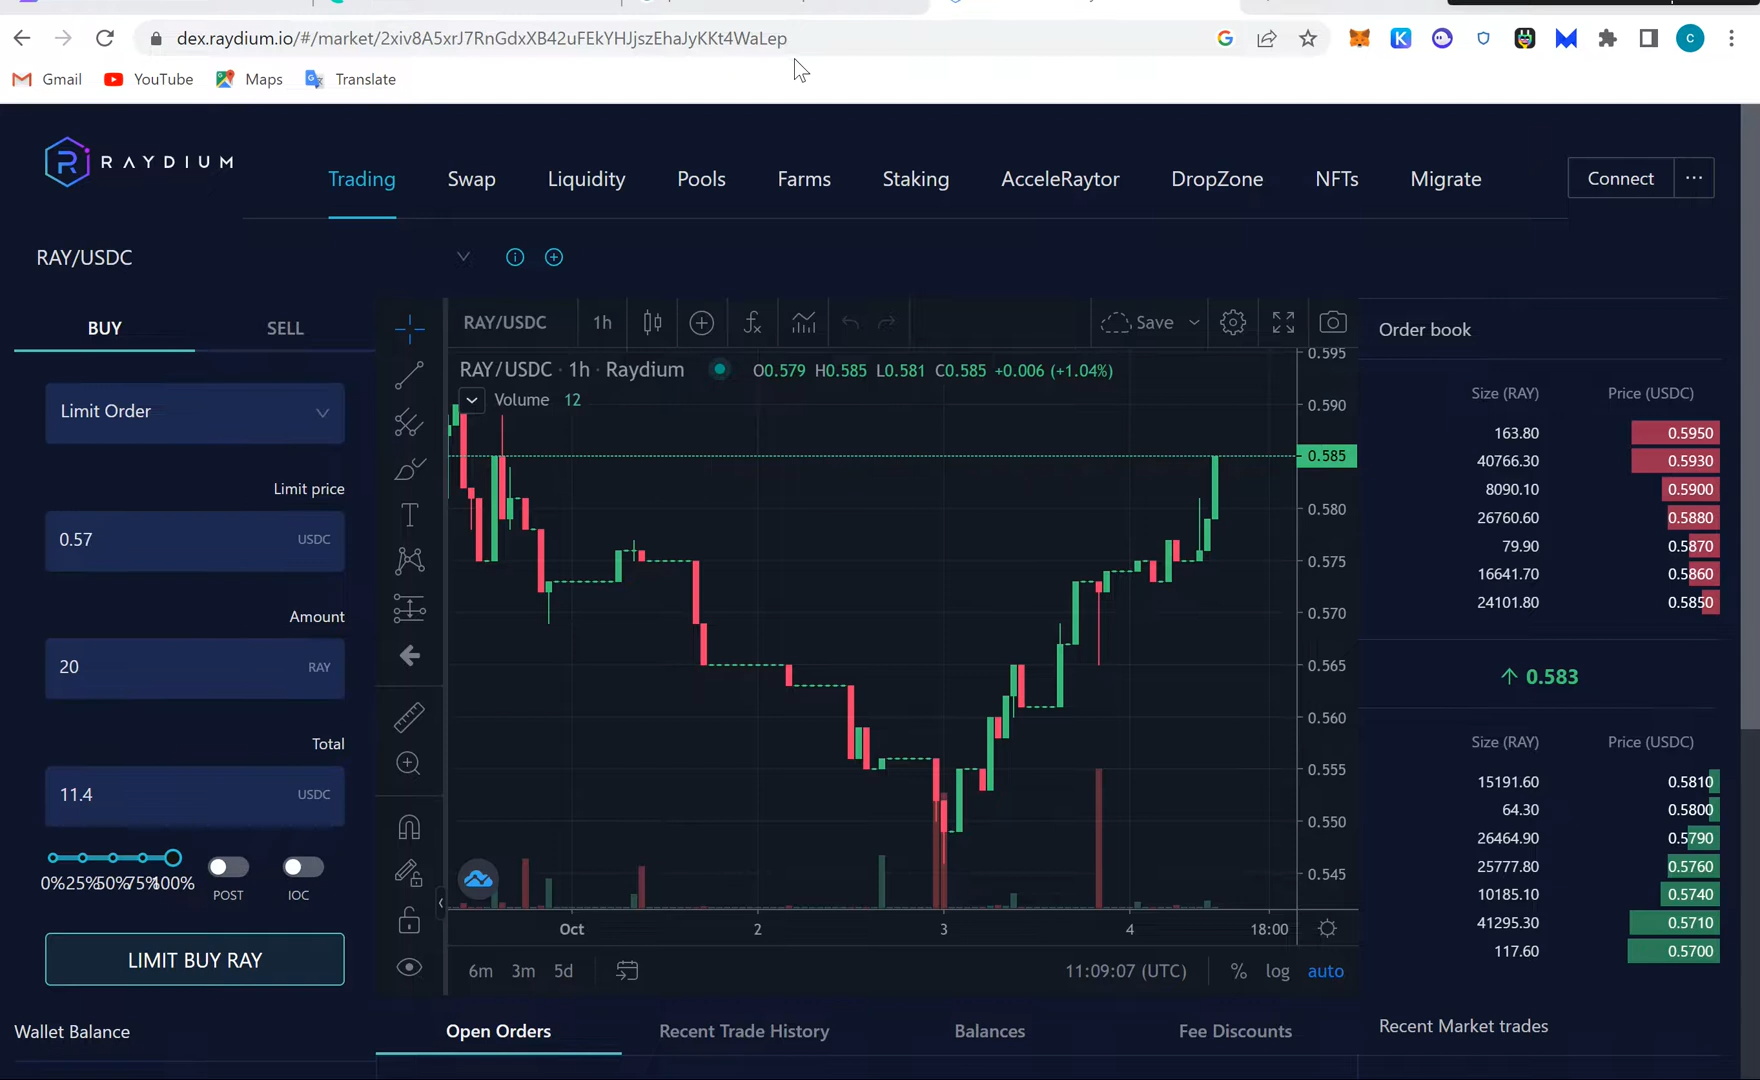 dex.raydium.io/#/market/2xiv8A5xrJ7RnGdxXB42uFEkYHJjszEhaJyKKt4WaLep
Gmail YouTube Maps Translate
RAYDIUM
Trading Swap Liquidity Pools Farms Staking AcceleRaytor DropZone NFTs Migrate Connect ...
RAY/USDC
BUY SELL
Limit Order
Limit price
0.57 USDC
Amount
20 RAY
Total
11.4 USDC
0% 25% 50% 75% 100%
POST IOC
LIMIT BUY RAY
Wallet Balance
RAY/USDC 1h Save
RAY/USDC · 1h · Raydium O0.579 H0.585 L0.581 C0.585 +0.006 (+1.04%)
Volume 12
0.595
0.590
0.585
0.580
0.575
0.570
0.565
0.560
0.555
0.550
0.545
Oct 2 3 4 18:00
6m 3m 5d 11:09:07 (UTC) % log auto
Open Orders Recent Trade History Balances Fee Discounts
Order book
Size (RAY) Price (USDC)
163.80 0.5950
40766.30 0.5930
8090.10 0.5900
26760.60 0.5880
79.90 0.5870
16641.70 0.5860
24101.80 0.5850
↑ 0.583
Size (RAY) Price (USDC)
15191.60 0.5810
64.30 0.5800
26464.90 0.5790
25777.80 0.5760
10185.10 0.5740
41295.30 0.5710
117.60 0.5700
Recent Market trades